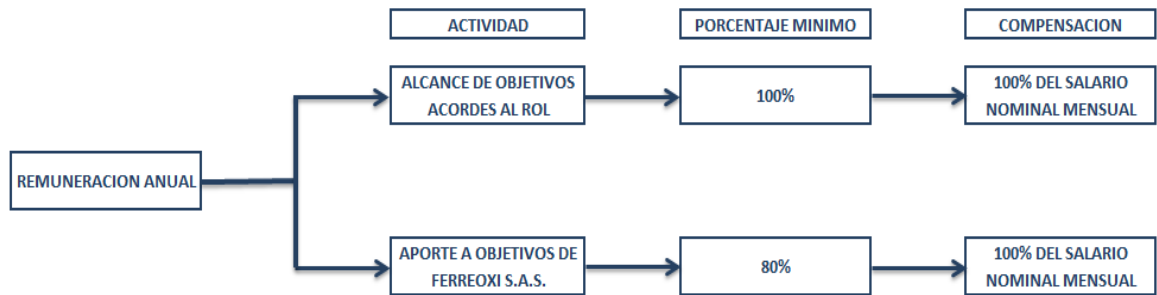 ACTIVIDAD
PORCENTAJE MINIMO
COMPENSACION
ALCANCE DE OBJETIVOS
ACORDES AL ROL
100%
100% DEL SALARIO
NOMINAL MENSUAL
REMUNERACION ANUAL
APORTE A OBJETIVOS DE
FERREOXI S.A.S.
80%
100% DEL SALARIO
NOMINAL MENSUAL